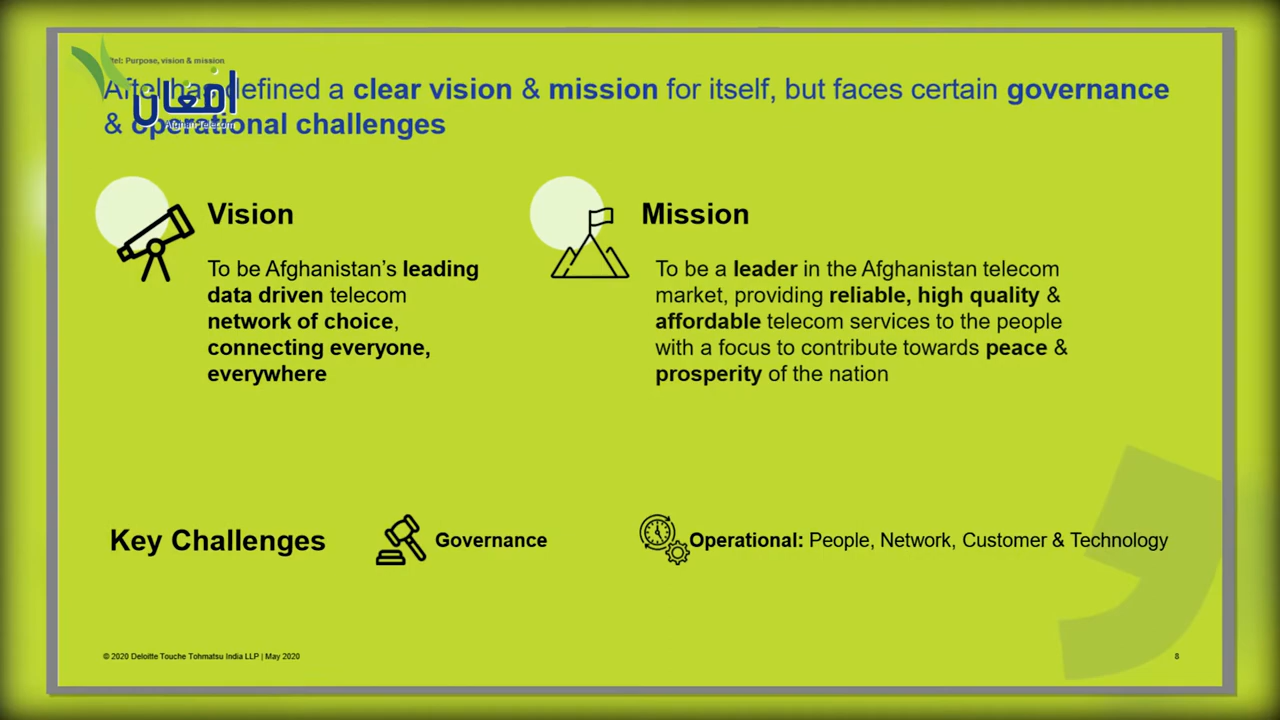 tel: Purpose, vision & mission
Aftel has defined a clear vision & mission for itself, but faces certain governance
& operational challenges
افغان
Afghan Telecom
Vision
To be Afghanistan’s leading
data driven telecom
network of choice,
connecting everyone,
everywhere
Mission
To be a leader in the Afghanistan telecom
market, providing reliable, high quality &
affordable telecom services to the people
with a focus to contribute towards peace &
prosperity of the nation
Key Challenges
Governance
Operational: People, Network, Customer & Technology
© 2020 Deloitte Touche Tohmatsu India LLP | May 2020
8